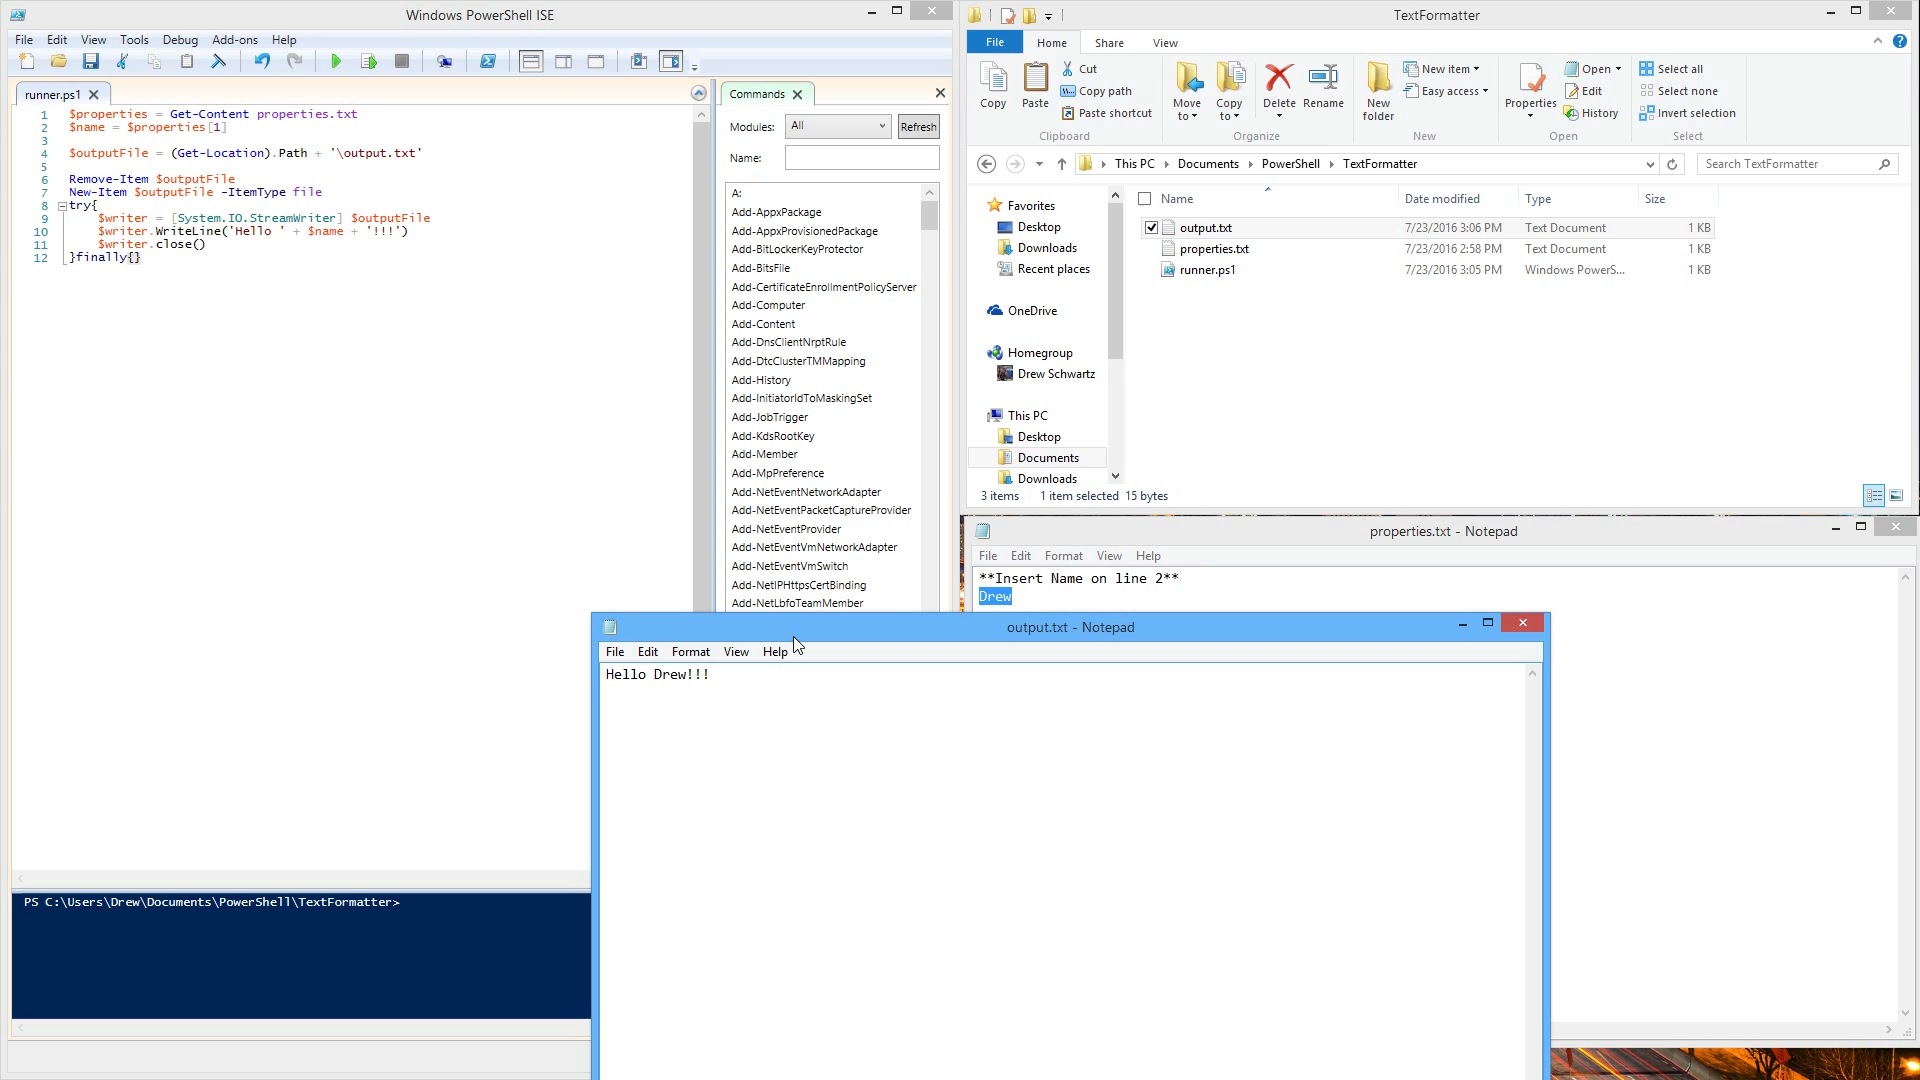 Windows PowerShell ISE
File Edit View Tools Debug Add-ons Help
runner.ps1
1 $properties = Get-Content properties.txt
2 $name = $properties[1]
3
4 $outputFile = (Get-Location).Path + '\output.txt'
5
6 Remove-Item $outputFile
7 New-Item $outputFile -ItemType file
8 try{
9 $writer = [System.IO.StreamWriter] $outputFile
10 $writer.WriteLine('Hello ' + $name + '!!!')
11 $writer.close()
12 }finally{}
Commands
Modules: All Refresh
Name:
A:
Add-AppxPackage
Add-AppxProvisionedPackage
Add-BitLockerKeyProtector
Add-BitsFile
Add-CertificateEnrollmentPolicyServer
Add-Computer
Add-Content
Add-DnsClientNrptRule
Add-DtcClusterTMMapping
Add-History
Add-InitiatorIdToMaskingSet
Add-JobTrigger
Add-KdsRootKey
Add-Member
Add-MpPreference
Add-NetEventNetworkAdapter
Add-NetEventPacketCaptureProvider
Add-NetEventProvider
Add-NetEventVmNetworkAdapter
Add-NetEventVmSwitch
Add-NetIPHttpsCertBinding
Add-NetLbfoTeamMember
PS C:\Users\Drew\Documents\PowerShell\TextFormatter>
TextFormatter
File Home Share View
Copy
Paste
Cut
Copy path
Paste shortcut
Clipboard
Move to
Copy to
Delete
Rename
Organize
New folder
New item
Easy access
New
Properties
Open
Edit
History
Open
Select all
Select none
Invert selection
Select
This PC Documents PowerShell TextFormatter
Search TextFormatter
Favorites
Desktop
Downloads
Recent places
OneDrive
Homegroup
Drew Schwartz
This PC
Desktop
Documents
Downloads
Name Date modified Type Size
output.txt 7/23/2016 3:06 PM Text Document 1 KB
properties.txt 7/23/2016 2:58 PM Text Document 1 KB
runner.ps1 7/23/2016 3:05 PM Windows PowerS... 1 KB
3 items 1 item selected 15 bytes
properties.txt - Notepad
File Edit Format View Help
**Insert Name on line 2**
Drew
output.txt - Notepad
File Edit Format View Help
Hello Drew!!!